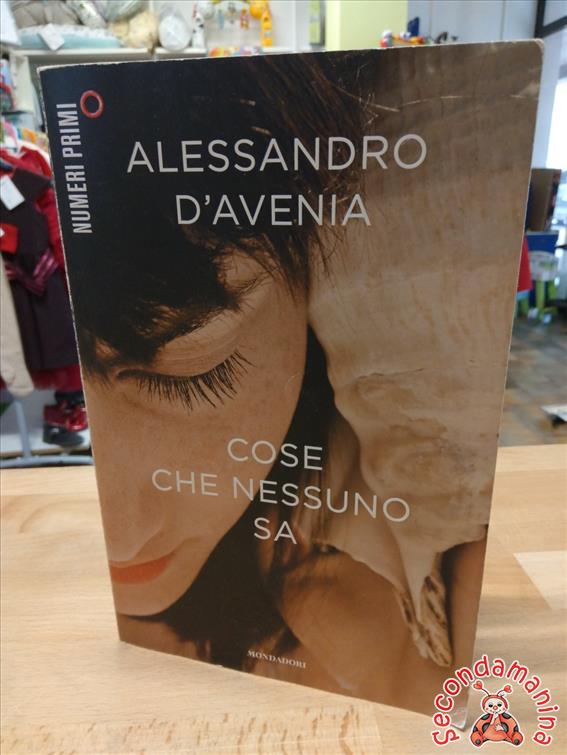 NUMERI PRIMI
ALESSANDRO
D'AVENIA
COSE
CHE NESSUNO
SA
MONDADORI
secondamanina